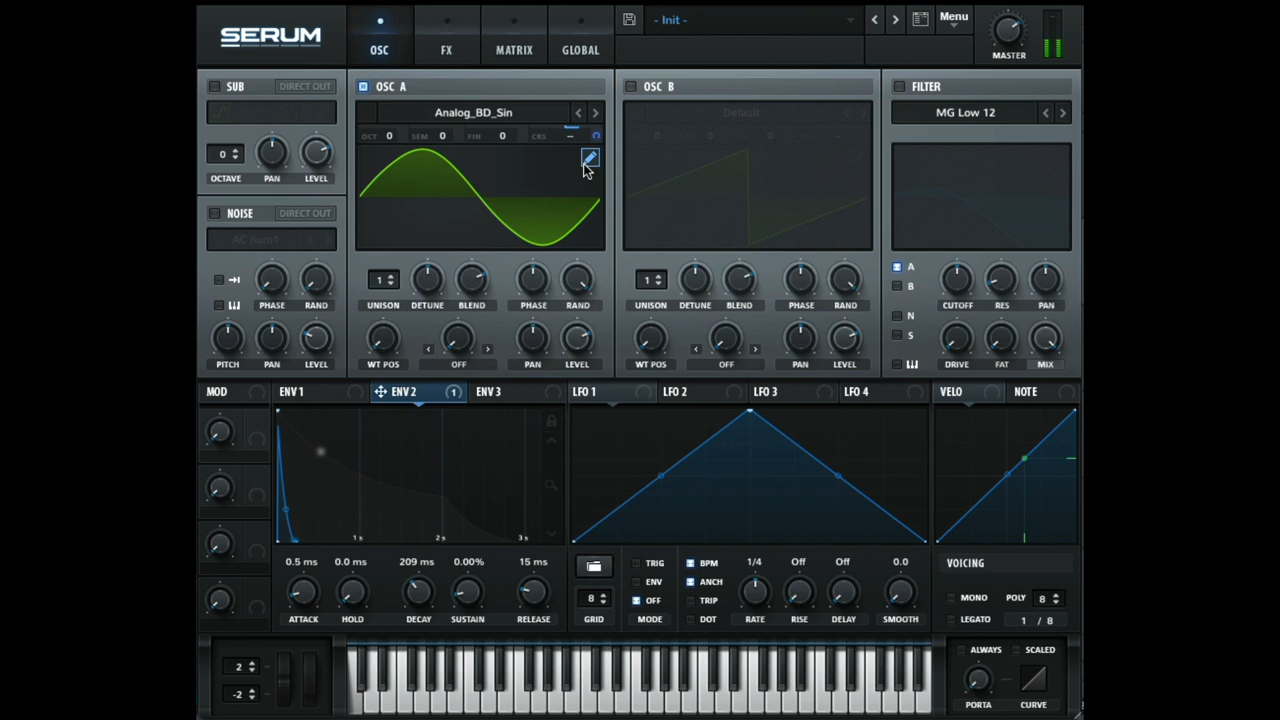 SERUM
OSC FX MATRIX GLOBAL
- Init -
Menu
MASTER
SUB DIRECT OUT
0
OCTAVE PAN LEVEL
NOISE DIRECT OUT
AC hum1
PHASE RAND
PITCH PAN LEVEL
OSC A
Analog_BD_Sin
OCT 0 SEM 0 FIN 0 CRS --
1
UNISON DETUNE BLEND PHASE RAND
WT POS OFF PAN LEVEL
OSC B
Default
1
UNISON DETUNE BLEND PHASE RAND
WT POS OFF PAN LEVEL
FILTER
MG Low 12
A
B
N
S
CUTOFF RES PAN
DRIVE FAT MIX
MOD ENV 1 ENV 2 1 ENV 3
1 s 2 s 3 s
0.5 ms 0.0 ms 209 ms 0.00% 15 ms
ATTACK HOLD DECAY SUSTAIN RELEASE
LFO 1 LFO 2 LFO 3 LFO 4
8
GRID
TRIG
ENV
OFF
MODE
BPM
ANCH
TRIP
DOT
1/4 Off Off 0.0
RATE RISE DELAY SMOOTH
VELO NOTE
VOICING
MONO POLY 8
LEGATO 1 / 8
2
-2
ALWAYS SCALED
PORTA CURVE